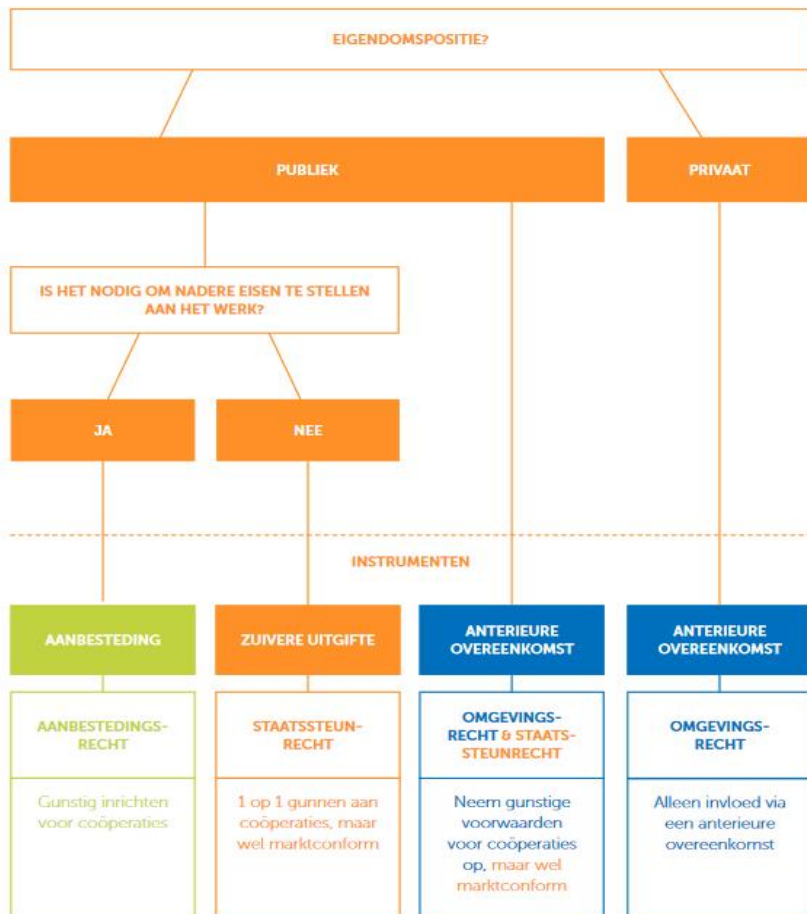 EIGENDOMSPOSITIE?
PUBLIEK
PRIVAAT
IS HET NODIG OM NADERE EISEN TE STELLEN
AAN HET WERK?
JA
NEE
INSTRUMENTEN
AANBESTEDING
ZUIVERE UITGIFTE
ANTERIEURE
OVEREENKOMST
ANTERIEURE
OVEREENKOMST
AANBESTEDINGS-
RECHT
STAATSSTEUN-
RECHT
OMGEVINGS-
RECHT & STAATS-
STEUNRECHT
OMGEVINGS-
RECHT
Gunstig inrichten
voor coöperaties
1 op 1 gunnen aan
coöperaties, maar
wel marktconform
Neem gunstige
voorwaarden
voor coöperaties
op, maar wel
marktconform
Alleen invloed via
een anterieure
overeenkomst